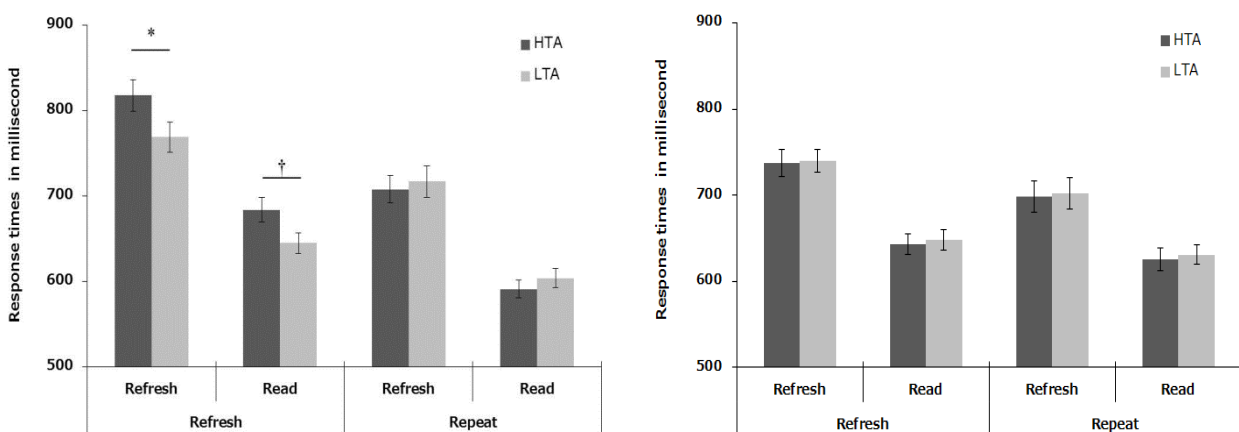 Response times in millisecond
900
800
700
600
500
*
†
HTA
LTA
Refresh
Read
Refresh
Read
Refresh
Repeat
Response times in millisecond
900
800
700
600
500
HTA
LTA
Refresh
Read
Refresh
Read
Refresh
Repeat